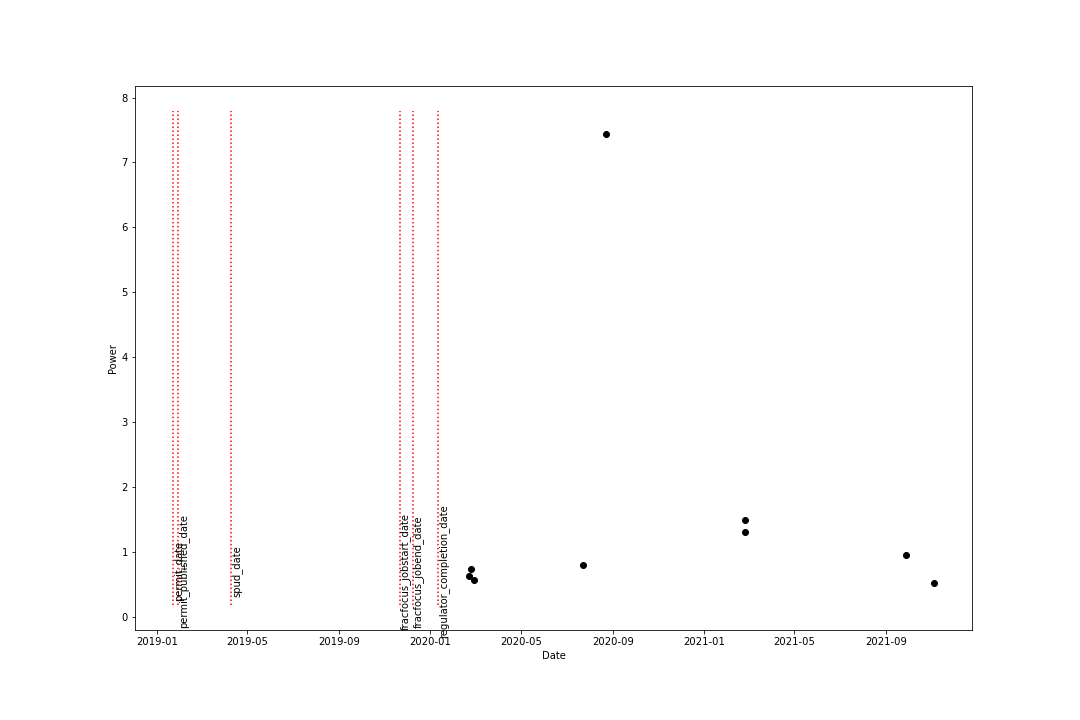 8
7
6
5
4
3
2
1
0
Power
permit_date
permit_published_date
spud_date
fracfocus_jobstart_date
fracfocus_jobend_date
regulator_completion_date
2019-01 2019-05 2019-09 2020-01 2020-05 2020-09 2021-01 2021-05 2021-09
Date